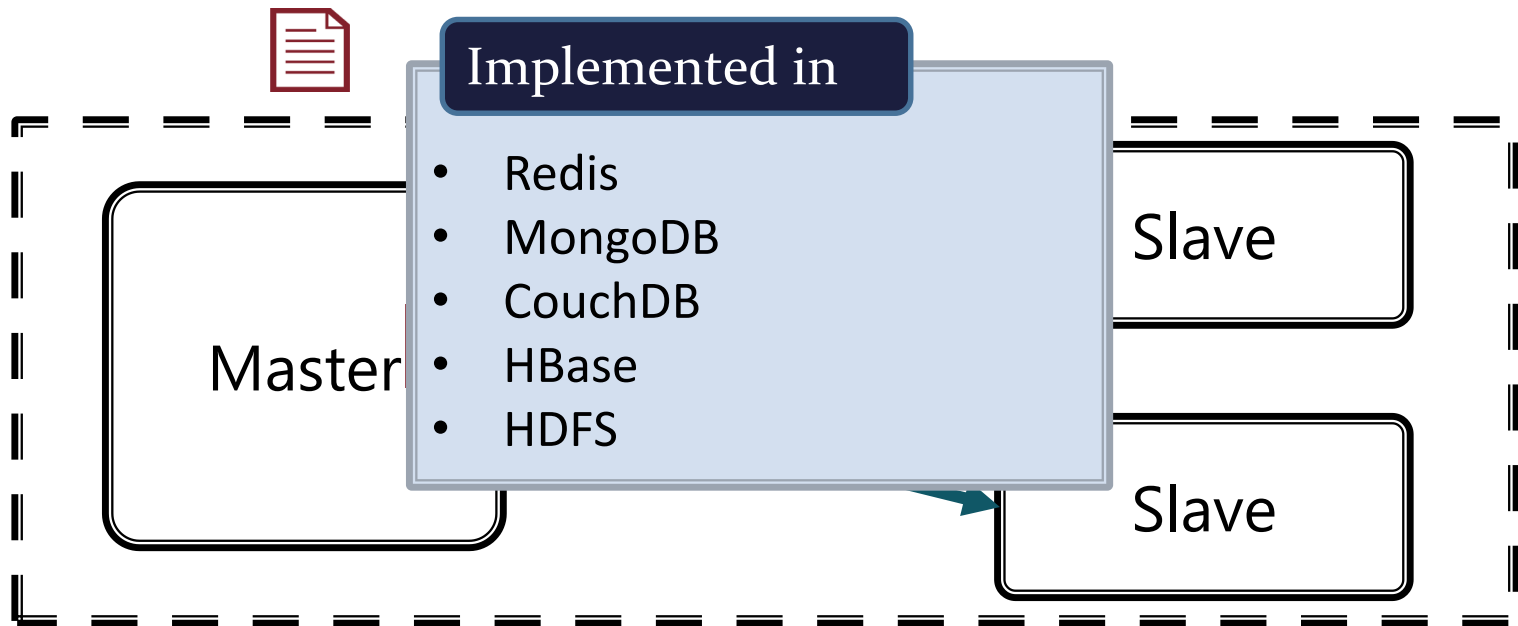 Implemented in
• Redis
• MongoDB
• CouchDB
• HBase
• HDFS
Master
Slave
Slave